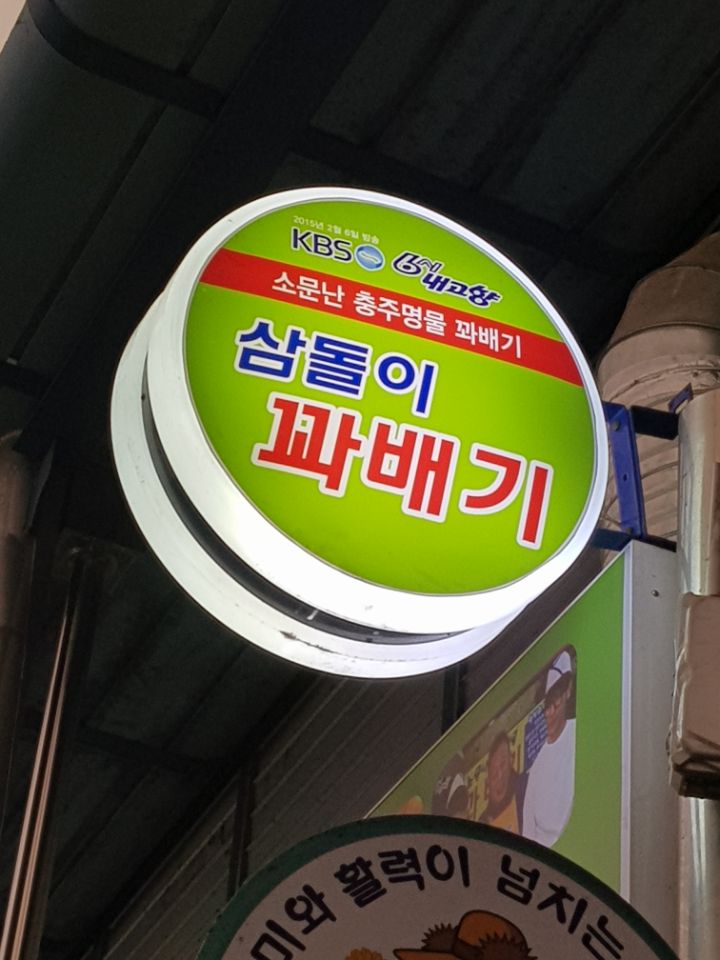 2015년 2월 6일 방송
KBS 6시 내고향
소문난 충주명물 꽈배기
삼돌이
꽈배기
미와 활력이 넘치는